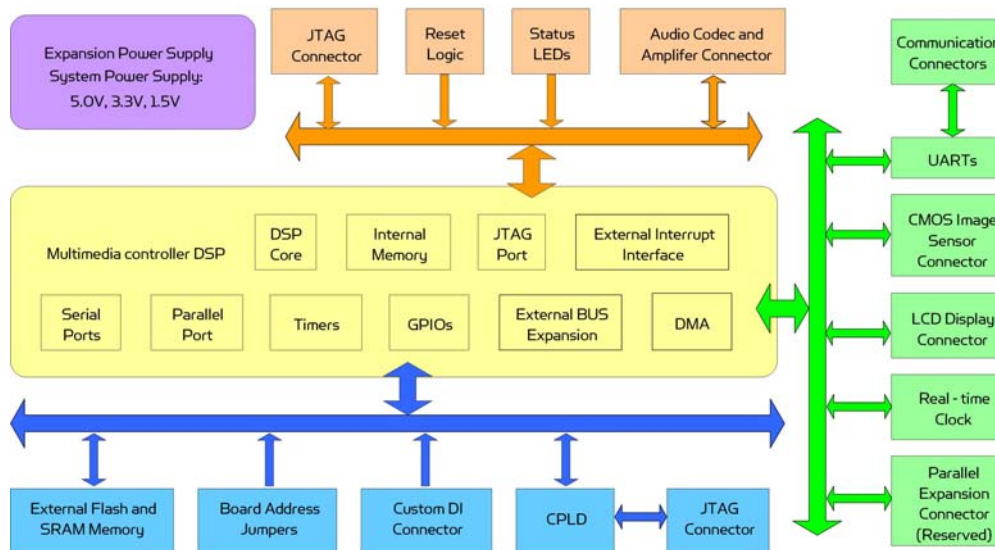 Expansion Power Supply
System Power Supply:
5.0V, 3.3V, 1.5V
JTAG
Connector
Reset
Logic
Status
LEDs
Audio Codec and
Amplifer Connector
Communication
Connectors
UARTs
CMOS Image
Sensor
Connector
LCD Display
Connector
Real - time
Clock
Parallel
Expansion
Connector
(Reserved)
Multimedia controller DSP
DSP
Core
Internal
Memory
JTAG
Port
External Interrupt
Interface
Serial
Ports
Parallel
Port
Timers
GPIOs
External BUS
Expansion
DMA
External Flash and
SRAM Memory
Board Address
Jumpers
Custom DI
Connector
CPLD
JTAG
Connector